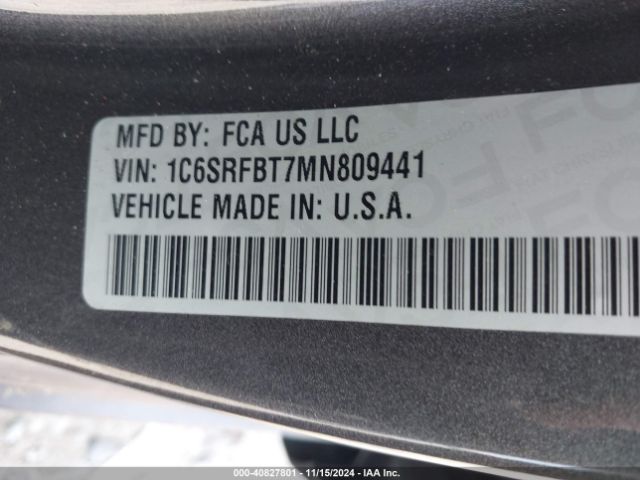 MFD BY: FCA US LLC
VIN: 1C6SRFBT7MN809441
VEHICLE MADE IN: U.S.A.
000-40827801 - 11/15/2024 - IAA Inc.